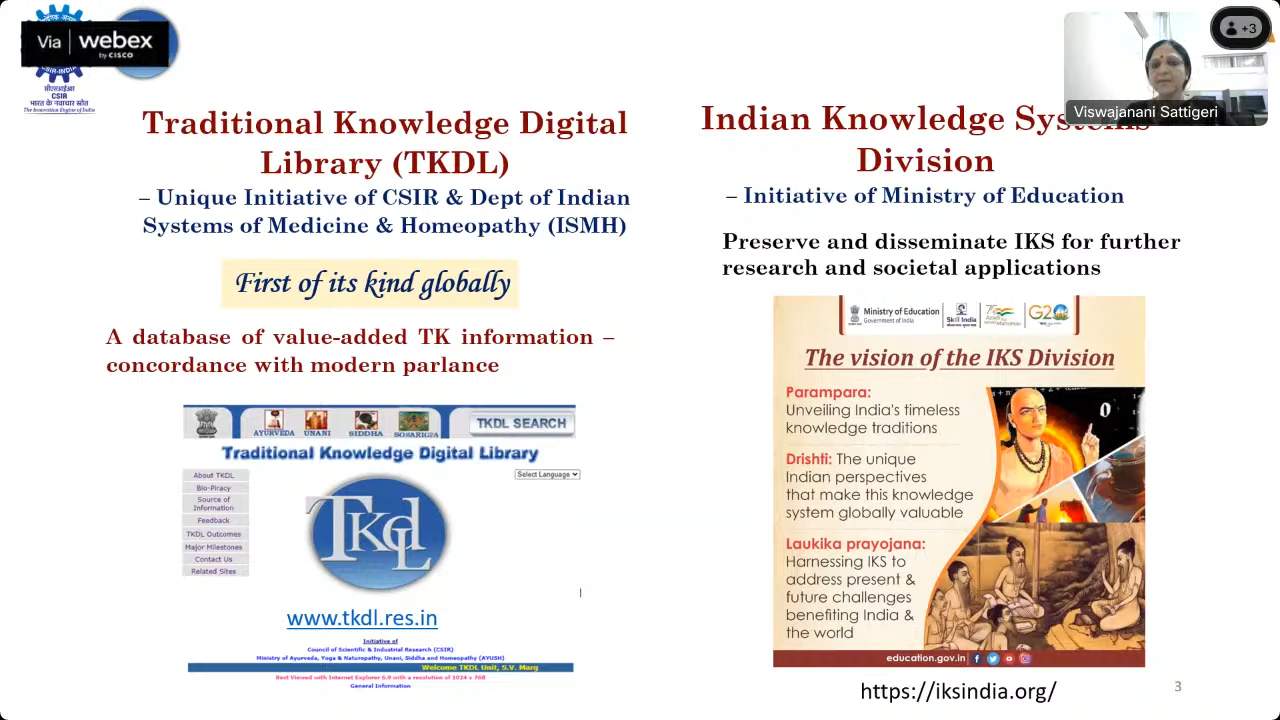 Via webex
by CISCO
CSIR-INDIA
सीएसआईआर
CSIR
भारत के नवाचार स्रोत
The Innovation Engine of India
+3
Viswajanani Sattigeri
Traditional Knowledge Digital
Library (TKDL)
– Unique Initiative of CSIR & Dept of Indian
Systems of Medicine & Homeopathy (ISMH)
First of its kind globally
A database of value-added TK information –
concordance with modern parlance
AYURVEDA UNANI SIDDHA
TKDL SEARCH
Traditional Knowledge Digital Library
Select Language
About TKDL
Bio-Piracy
Source of
Information
Feedback
TKDL Outcomes
Major Milestones
Contact Us
Related Sites
TKDL
www.tkdl.res.in
Initiative of
Council of Scientific & Industrial Research (CSIR)
Ministry of Ayurveda, Yoga & Naturopathy, Unani, Siddha and Homeopathy (AYUSH)
Welcome TKDL Unit, S.V. Marg
Best Viewed with Internet Explorer 6.0 with a resolution of 1024 x 768
General Information
Indian Knowledge Systems
Division
– Initiative of Ministry of Education
Preserve and disseminate IKS for further
research and societal applications
Ministry of Education
Government of India
Skill India
G20
The vision of the IKS Division
Parampara:
Unveiling India's timeless
knowledge traditions
Drishti: The unique
Indian perspectives
that make this knowledge
system globally valuable
Laukika prayojana:
Harnessing IKS to
address present &
future challenges
benefiting India &
the world
education.gov.in
https://iksindia.org/
3